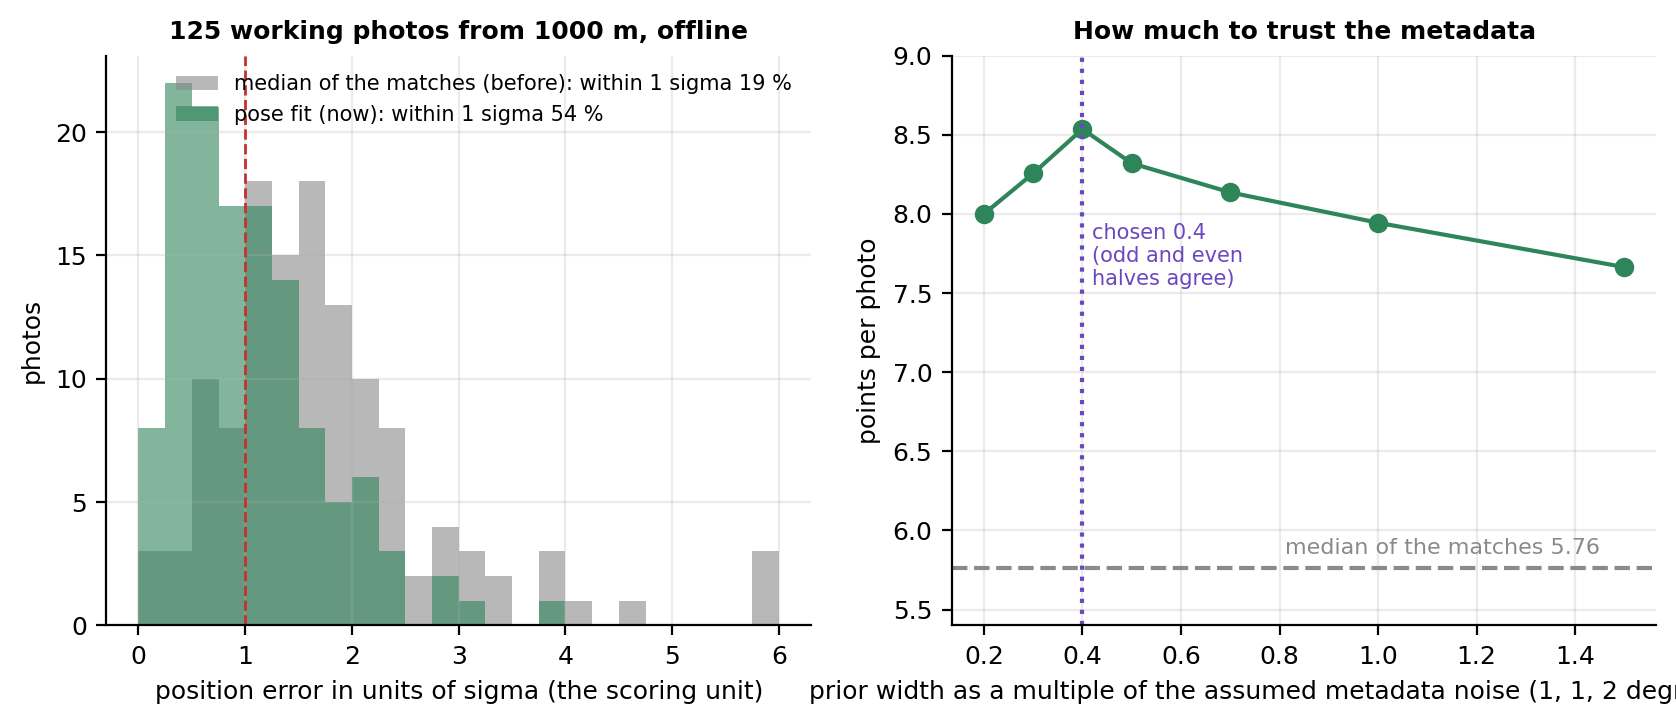 125 working photos from 1000 m, offline
median of the matches (before): within 1 sigma 19 %
pose fit (now): within 1 sigma 54 %
photos
20
15
10
5
0
0 1 2 3 4 5 6
position error in units of sigma (the scoring unit)
How much to trust the metadata
points per photo
9.0
8.5
8.0
7.5
7.0
6.5
6.0
5.5
chosen 0.4
(odd and even
halves agree)
median of the matches 5.76
0.2 0.4 0.6 0.8 1.0 1.2 1.4
prior width as a multiple of the assumed metadata noise (1, 1, 2